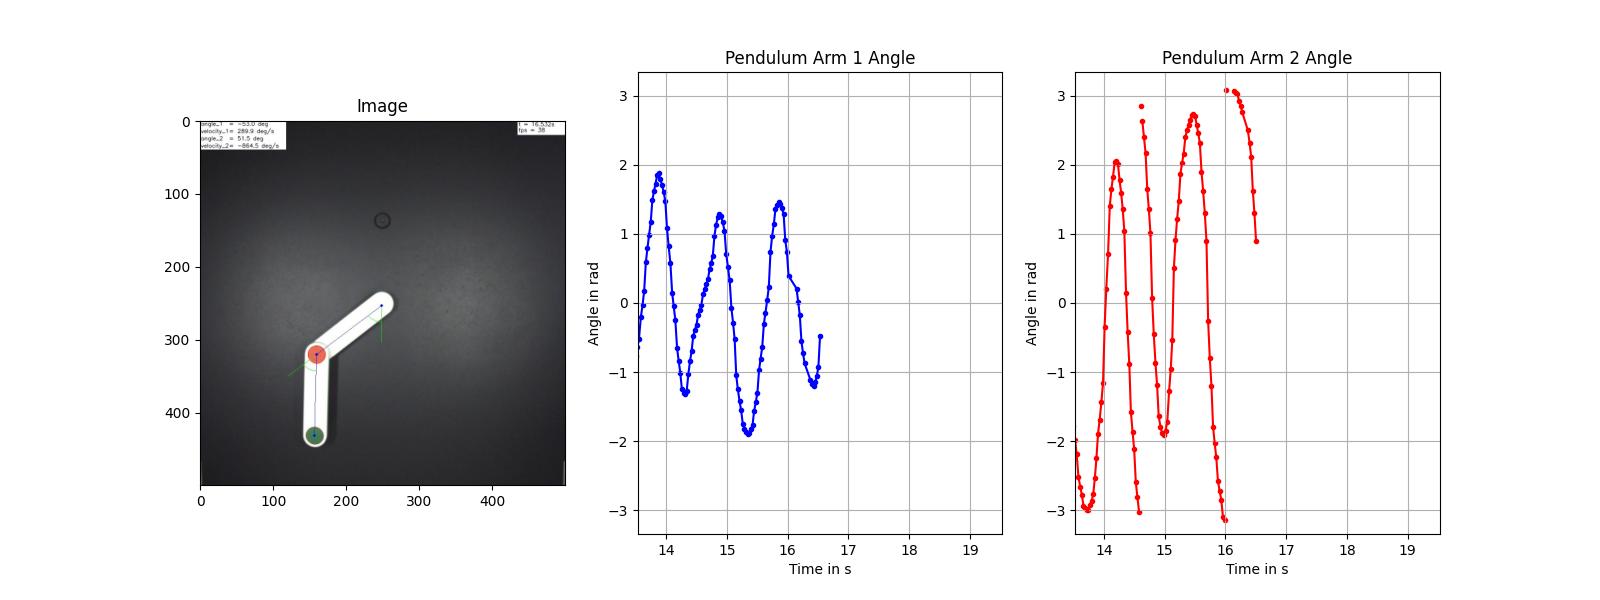 Image
angle_1 = -53.0 deg
velocity_1= 289.9 deg/s
angle_2 = 51.5 deg
velocity_2= -864.5 deg/s
t = 16.532s
fps = 38
0
100
200
300
400
0 100 200 300 400
Pendulum Arm 1 Angle
Angle in rad
3
2
1
0
−1
−2
−3
14 15 16 17 18 19
Time in s
Pendulum Arm 2 Angle
Angle in rad
3
2
1
0
−1
−2
−3
14 15 16 17 18 19
Time in s